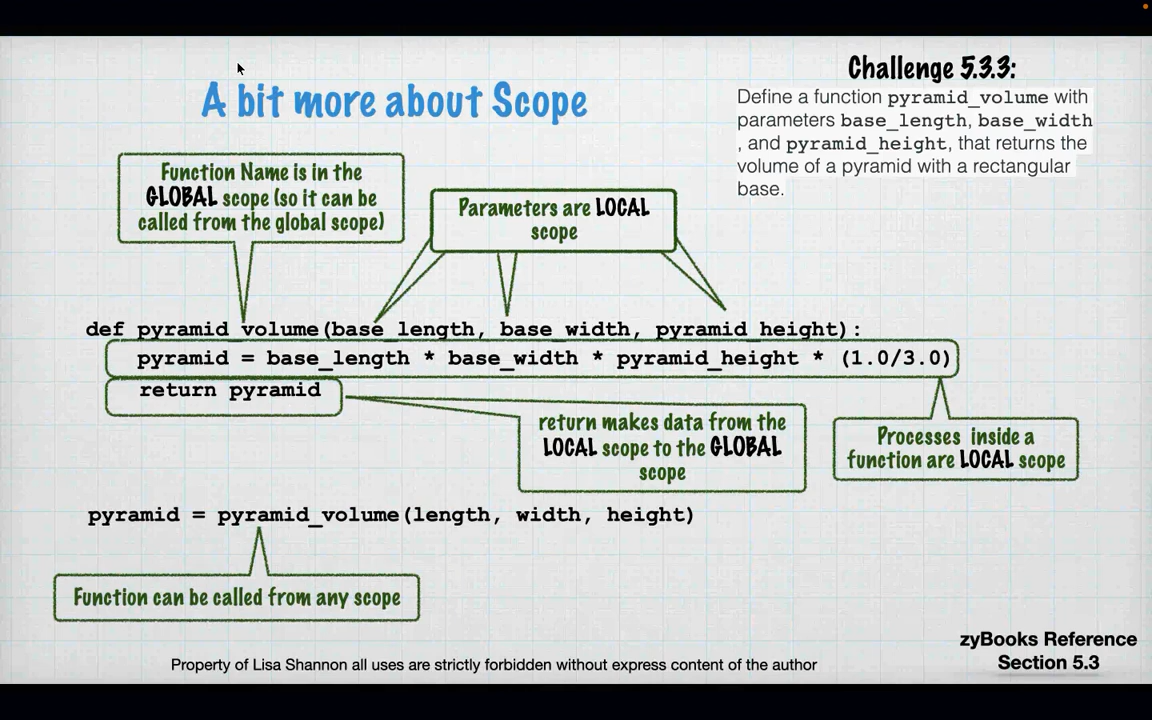 A bit more about Scope
Challenge 5.3.3:
Define a function pyramid_volume with
parameters base_length, base_width
, and pyramid_height, that returns the
volume of a pyramid with a rectangular
base.
Function Name is in the
GLOBAL scope (so it can be
called from the global scope)
Parameters are LOCAL
scope
def pyramid_volume(base_length, base_width, pyramid_height):
pyramid = base_length * base_width * pyramid_height * (1.0/3.0)
return pyramid
return makes data from the
LOCAL scope to the GLOBAL
scope
Processes inside a
function are LOCAL scope
pyramid = pyramid_volume(length, width, height)
Function can be called from any scope
zyBooks Reference
Section 5.3
Property of Lisa Shannon all uses are strictly forbidden without express content of the author